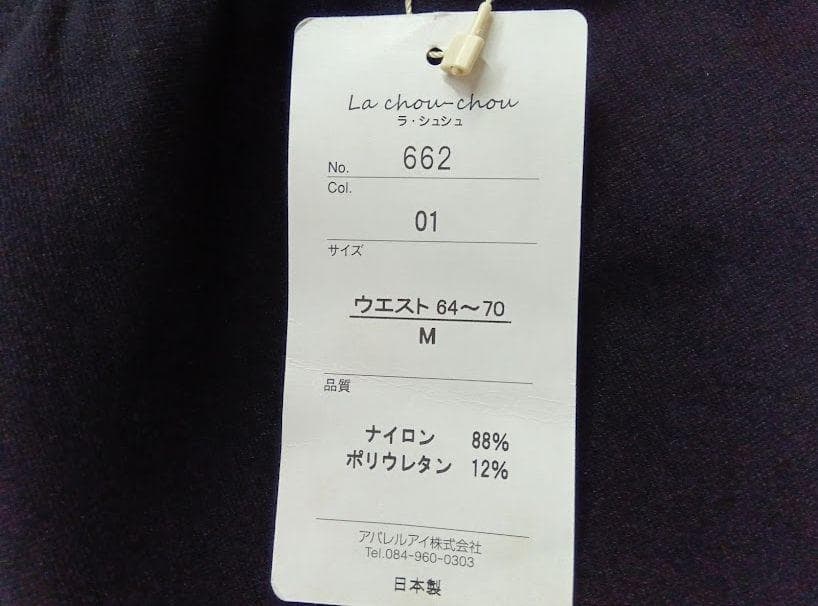 La chou-chou
ラ・シュシュ
No. 662
Col.
01
サイズ
ウエスト 64～70
M
品質
ナイロン 88%
ポリウレタン 12%
アパレルアイ株式会社
Tel.084-960-0303
日本製